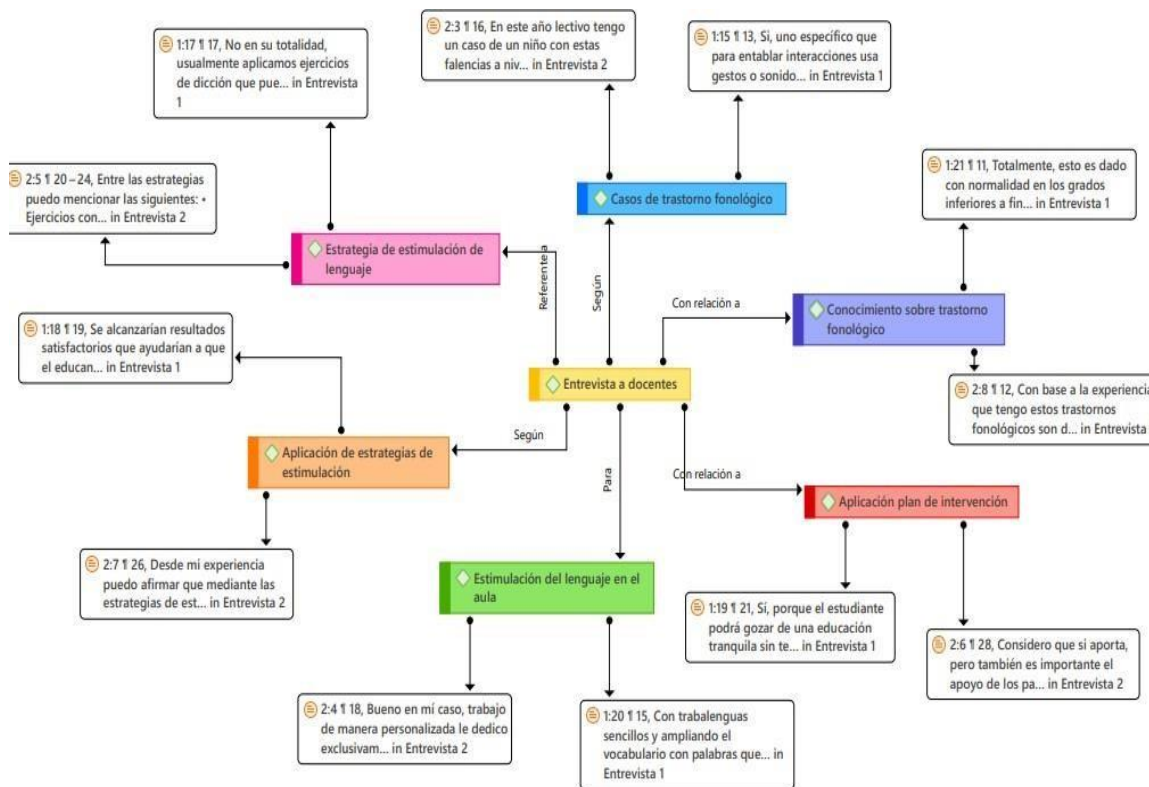 2:3 ¶ 16, En este año lectivo tengo
un caso de un niño con estas
falencias a niv... in Entrevista 2
1:17 ¶ 17, No en su totalidad,
usualmente aplicamos ejercicios
de dicción que pue... in Entrevista
1
1:15 ¶ 13, Si, uno específico que
para entablar interacciones usa
gestos o sonido... in Entrevista 1
2:5 ¶ 20 – 24, Entre las estrategias
puedo mencionar las siguientes: •
Ejercicios con... in Entrevista 2
Casos de trastorno fonológico
1:21 ¶ 11, Totalmente, esto es dado
con normalidad en los grados
inferiores a fin... in Entrevista 1
Estrategia de estimulación de
lenguaje
Referente a
Según
Con relación a
Conocimiento sobre trastorno
fonológico
1:18 ¶ 19, Se alcanzarían resultados
satisfactorios que ayudarían a que
el educan... in Entrevista 1
Entrevista a docentes
2:8 ¶ 12, Con base a la experiencia
que tengo estos trastornos
fonológicos son d... in Entrevista
Según
Aplicación de estrategias de
estimulación
Para
Con relación a
Aplicación plan de intervención
2:7 ¶ 26, Desde mi experiencia
puedo afirmar que mediante las
estrategias de est... in Entrevista 2
Estimulación del lenguaje en el
aula
1:19 ¶ 21, Sí, porque el estudiante
podrá gozar de una educación
tranquila sin te... in Entrevista 1
2:6 ¶ 28, Considero que si aporta,
pero también es importante el
apoyo de los pa... in Entrevista 2
2:4 ¶ 18, Bueno en mí caso, trabajo
de manera personalizada le dedico
exclusivam... in Entrevista 2
1:20 ¶ 15, Con trabalenguas
sencillos y ampliando el
vocabulario con palabras que... in
Entrevista 1